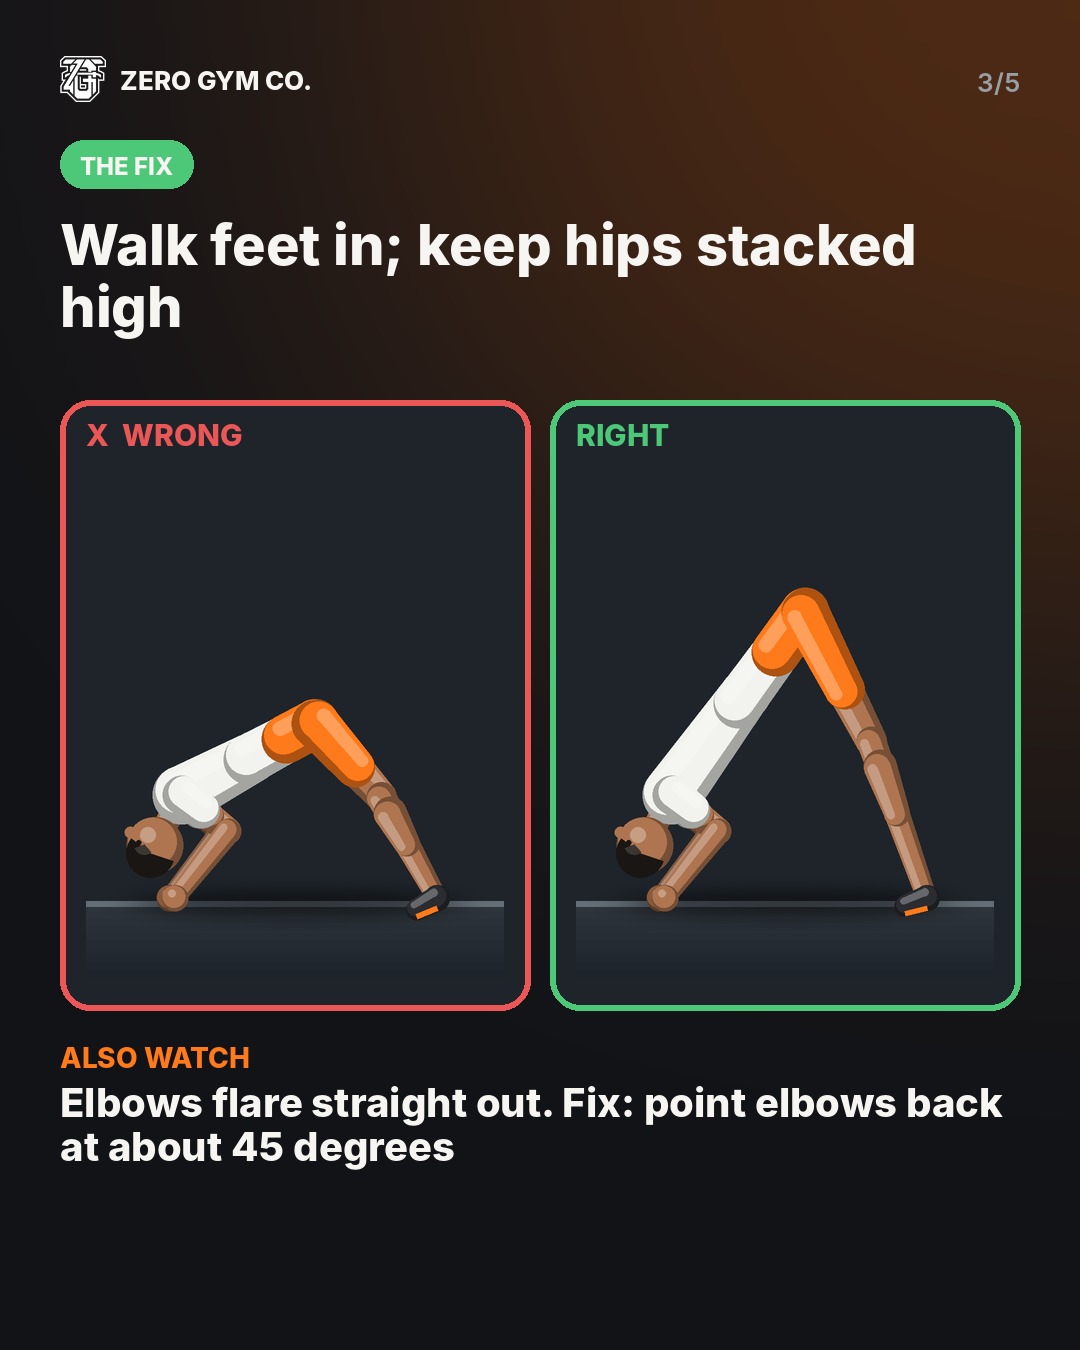 ZERO GYM CO.
3/5
THE FIX
Walk feet in; keep hips stacked
high
X WRONG
RIGHT
ALSO WATCH
Elbows flare straight out. Fix: point elbows back
at about 45 degrees